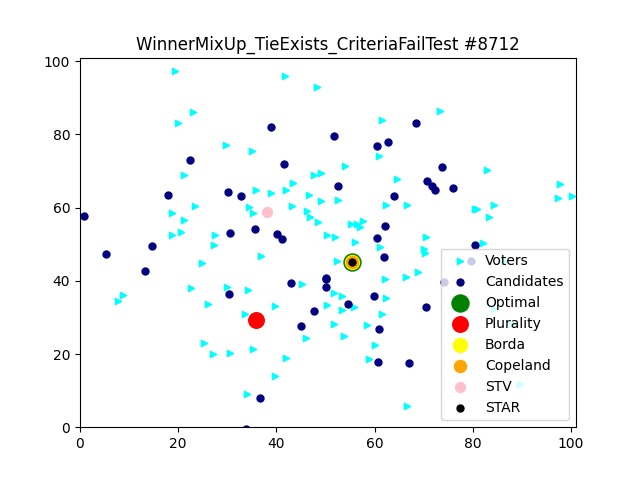 WinnerMixUp_TieExists_CriteriaFailTest #8712
100
80
60
40
20
0
0 20 40 60 80 100
Voters
Candidates
Optimal
Plurality
Borda
Copeland
STV
STAR